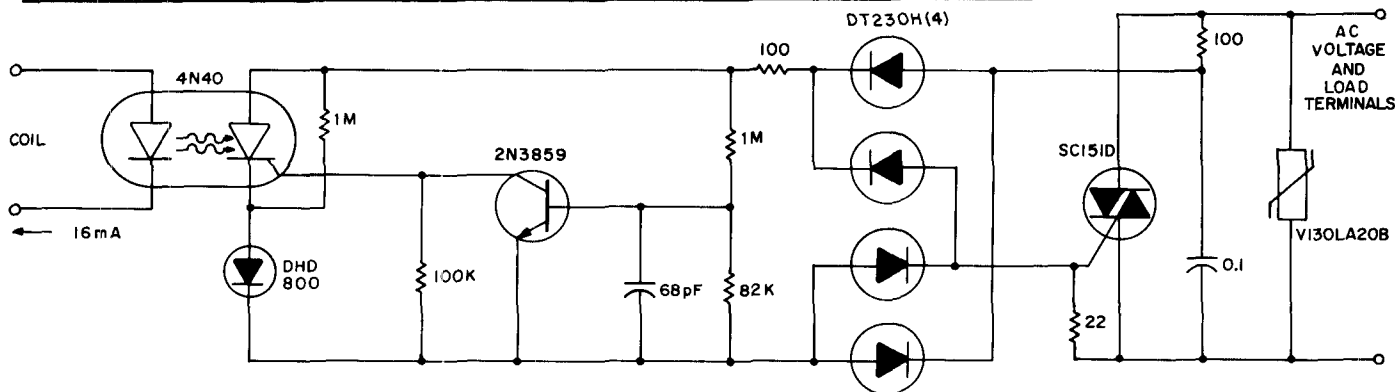 DT230H(4)
100
100
AC
VOLTAGE
AND
LOAD
TERMINALS
4N40
1M
1M
COIL
2N3859
SC151D
V130LA20B
16mA
DHD
800
100K
68pF
82K
22
0.1